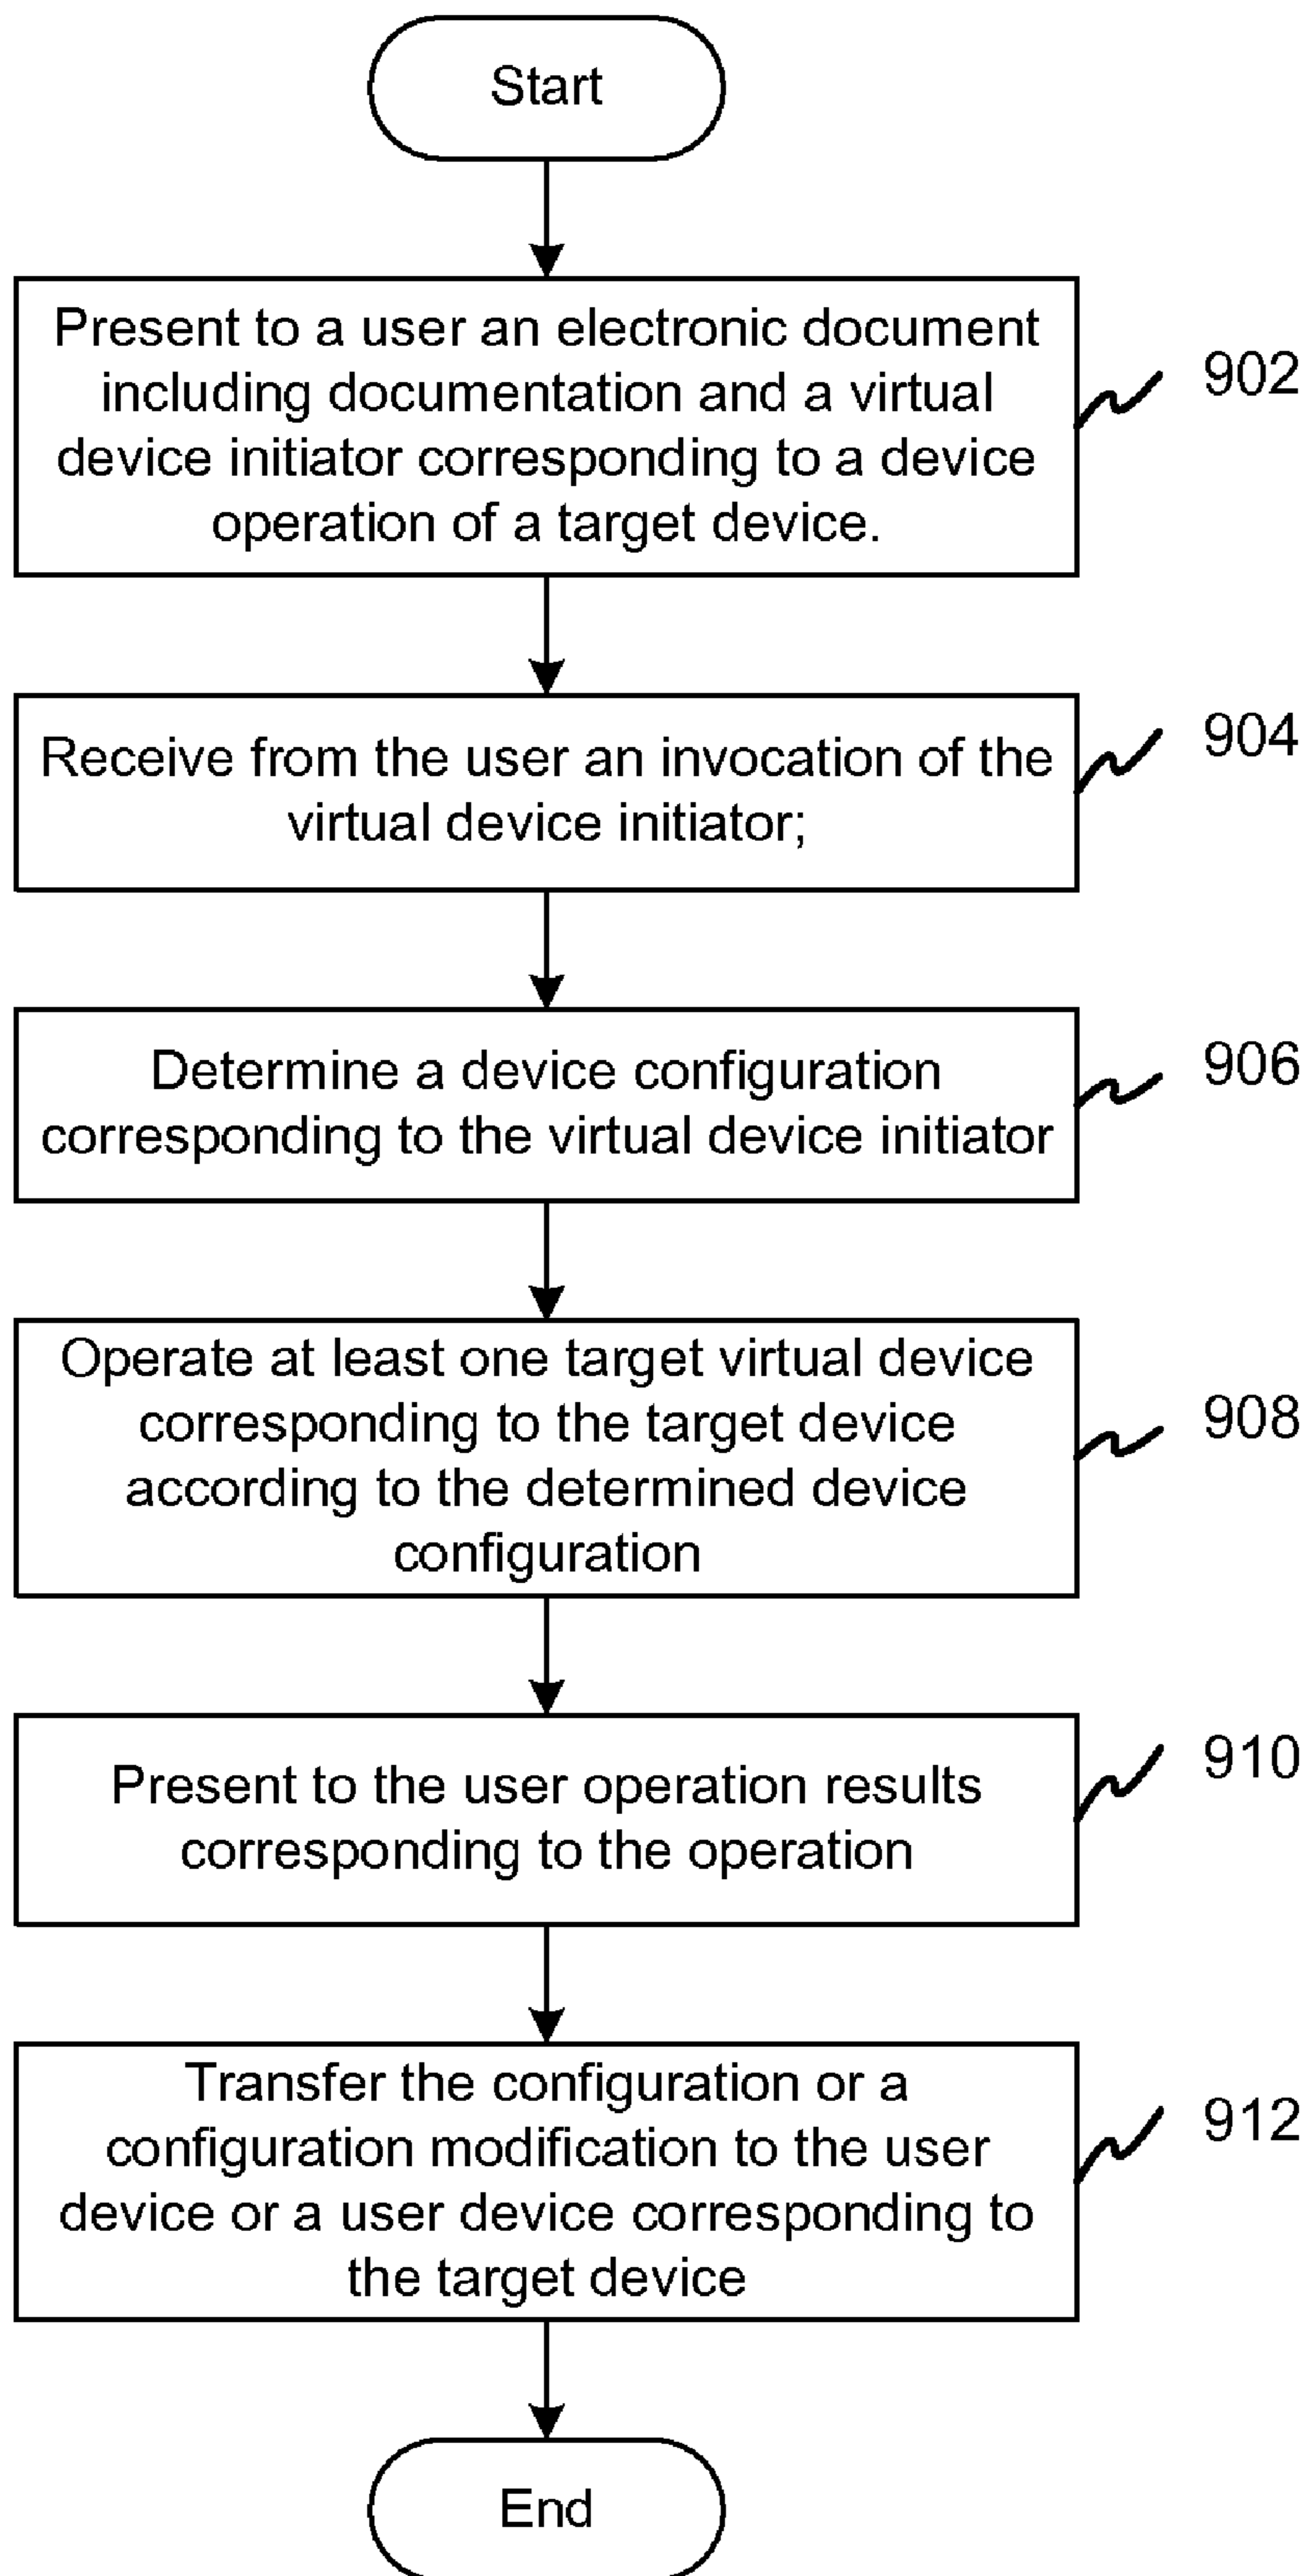 Start
Present to a user an electronic document
including documentation and a virtual
device initiator corresponding to a device
operation of a target device.
902
Receive from the user an invocation of the
virtual device initiator;
904
Determine a device configuration
corresponding to the virtual device initiator
906
Operate at least one target virtual device
corresponding to the target device
according to the determined device
configuration
908
Present to the user operation results
corresponding to the operation
910
Transfer the configuration or a
configuration modification to the user
device or a user device corresponding to
the target device
912
End